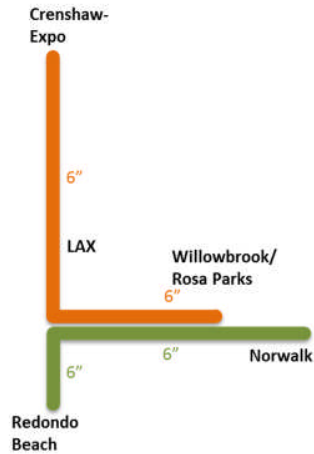 Crenshaw-
Expo
6”
LAX
Willowbrook/
Rosa Parks
6”
6”
Norwalk
6”
Redondo
Beach